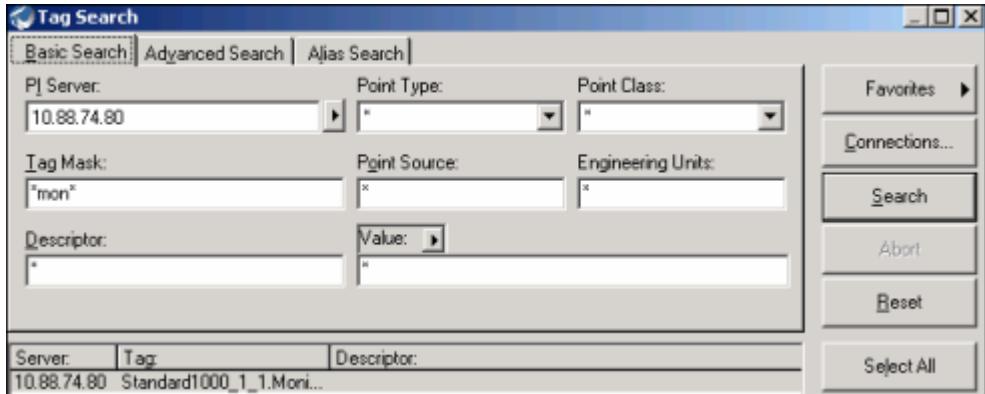 Tag Search
Basic Search Advanced Search Alias Search
PI Server: Point Type: Point Class:
10.88.74.80 * *
Tag Mask: Point Source: Engineering Units:
*mon* * *
Descriptor: Value:
* *
Favorites
Connections...
Search
Abort
Reset
Select All
Server: Tag: Descriptor:
10.88.74.80 Standard1000_1_1.Moni...